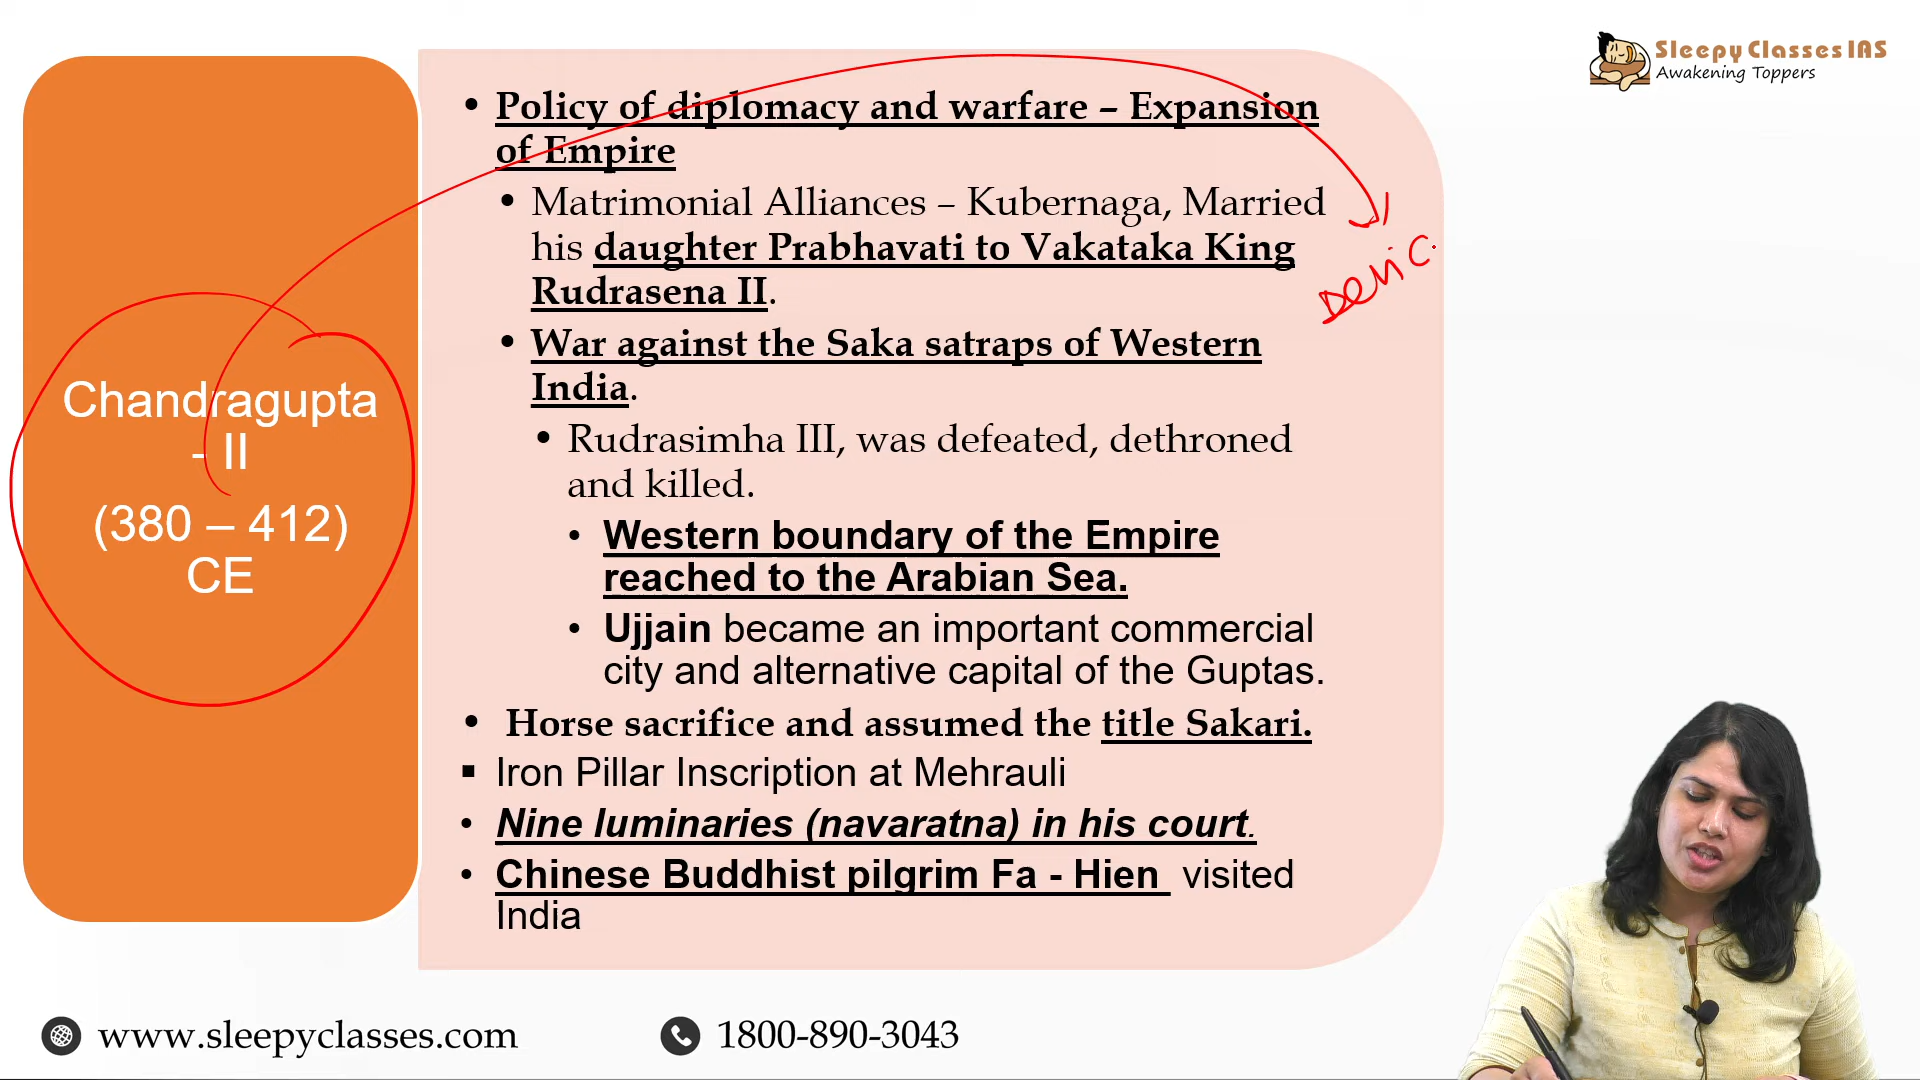 Sleepy Classes IAS
Awakening Toppers
Chandragupta
- II
(380 – 412)
CE
• Policy of diplomacy and warfare – Expansion
of Empire
• Matrimonial Alliances – Kubernaga, Married
his daughter Prabhavati to Vakataka King
Rudrasena II.
• War against the Saka satraps of Western
India.
• Rudrasimha III, was defeated, dethroned
and killed.
• Western boundary of the Empire
reached to the Arabian Sea.
• Ujjain became an important commercial
city and alternative capital of the Guptas.
• Horse sacrifice and assumed the title Sakari.
▪ Iron Pillar Inscription at Mehrauli
• Nine luminaries (navaratna) in his court.
• Chinese Buddhist pilgrim Fa - Hien visited
India
www.sleepyclasses.com
1800-890-3043